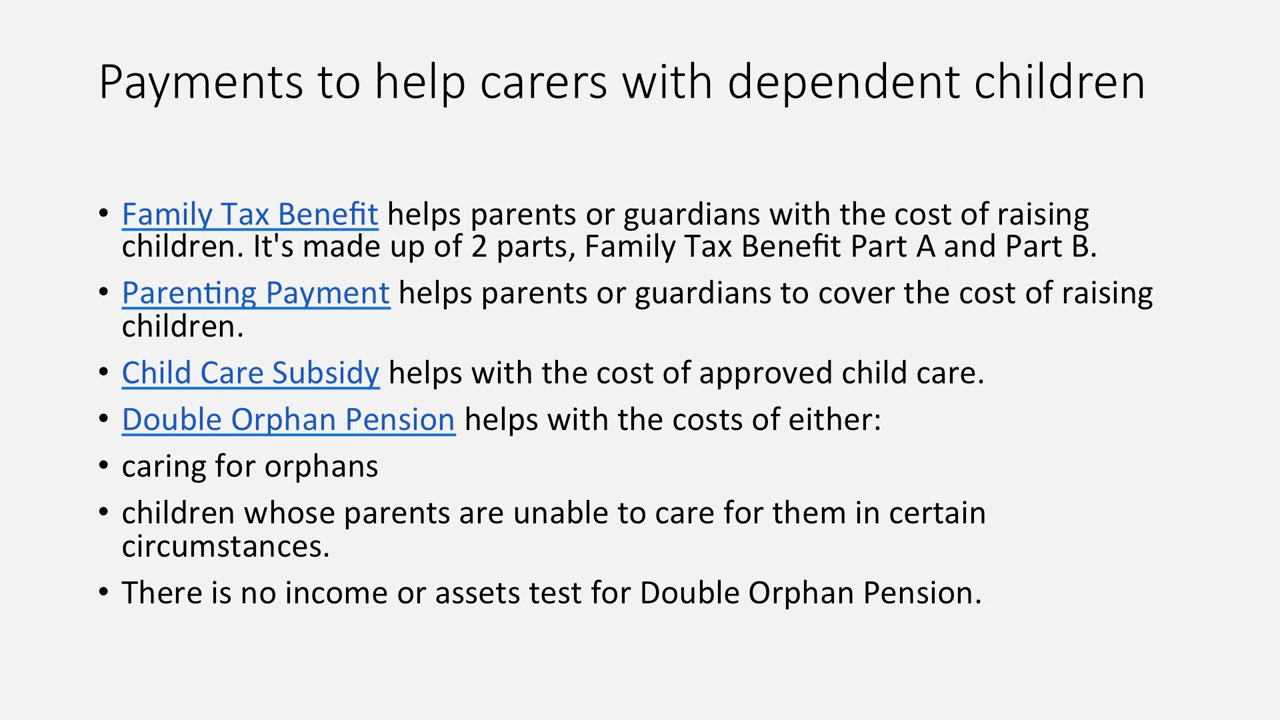 Payments to help carers with dependent children
• Family Tax Benefit helps parents or guardians with the cost of raising
children. It's made up of 2 parts, Family Tax Benefit Part A and Part B.
• Parenting Payment helps parents or guardians to cover the cost of raising
children.
• Child Care Subsidy helps with the cost of approved child care.
• Double Orphan Pension helps with the costs of either:
• caring for orphans
• children whose parents are unable to care for them in certain
circumstances.
• There is no income or assets test for Double Orphan Pension.